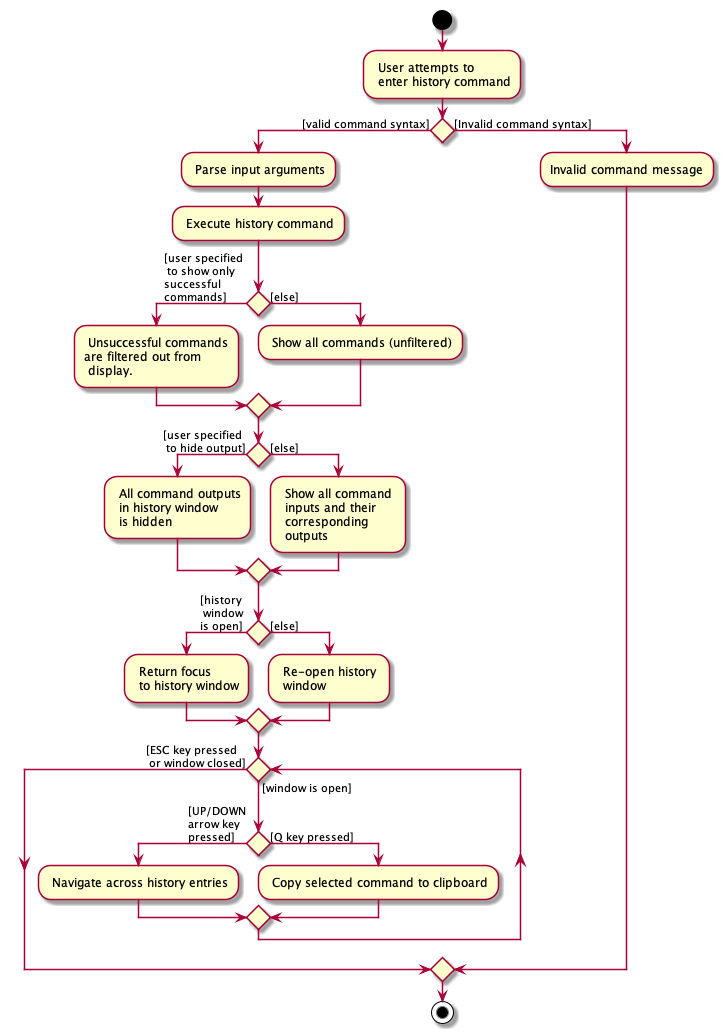 User attempts to
enter history command
[valid command syntax]
[Invalid command syntax]
Parse input arguments
Invalid command message
Execute history command
[user specified
to show only
successful
commands]
[else]
Unsuccessful commands
are filtered out from
display.
Show all commands (unfiltered)
[user specified
to hide output]
[else]
All command outputs
in history window
is hidden
Show all command
inputs and their
corresponding
outputs
[history
window
is open]
[else]
Return focus
to history window
Re-open history
window
[ESC key pressed
or window closed]
[window is open]
[UP/DOWN
arrow key
pressed]
[Q key pressed]
Navigate across history entries
Copy selected command to clipboard